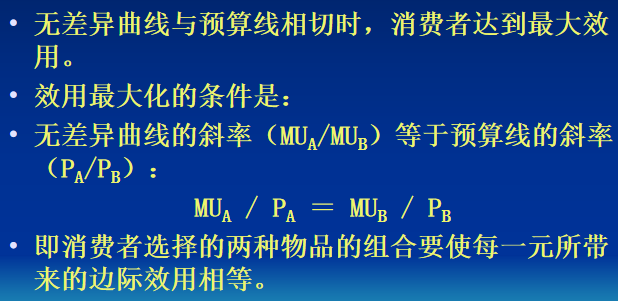 • 无差异曲线与预算线相切时，消费者达到最大效
用。
• 效用最大化的条件是：
• 无差异曲线的斜率（MUA/MUB）等于预算线的斜率
（PA/PB）：
MUA / PA ＝ MUB / PB
• 即消费者选择的两种物品的组合要使每一元所带
来的边际效用相等。